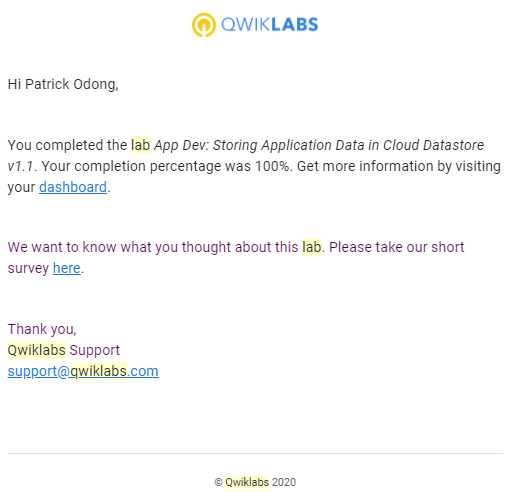 QWIKLABS
Hi Patrick Odong,
You completed the lab App Dev: Storing Application Data in Cloud Datastore
v1.1. Your completion percentage was 100%. Get more information by visiting
your dashboard.
We want to know what you thought about this lab. Please take our short
survey here.
Thank you,
Qwiklabs Support
support@qwiklabs.com
© Qwiklabs 2020